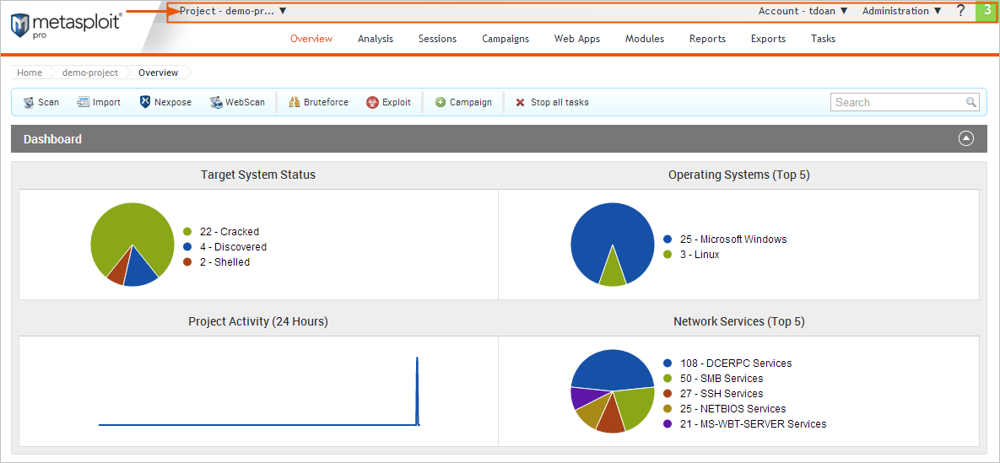 Project - demo-pr... ▼ Account - tdoan ▼ Administration ▼ ? 3
metasploit®
pro
Overview Analysis Sessions Campaigns Web Apps Modules Reports Exports Tasks
Home demo-project Overview
Scan Import Nexpose WebScan Bruteforce Exploit Campaign Stop all tasks Search
Dashboard
Target System Status
22 - Cracked
4 - Discovered
2 - Shelled
Operating Systems (Top 5)
25 - Microsoft Windows
3 - Linux
Project Activity (24 Hours)
Network Services (Top 5)
108 - DCERPC Services
50 - SMB Services
27 - SSH Services
25 - NETBIOS Services
21 - MS-WBT-SERVER Services